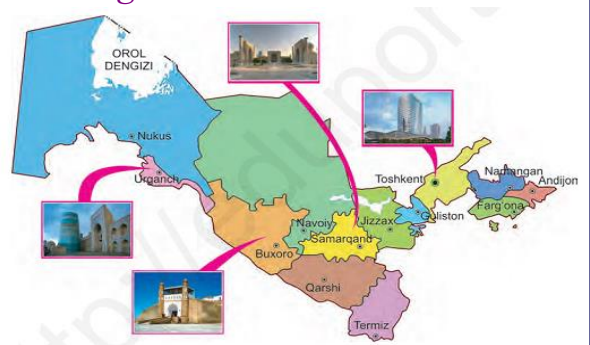 OROL
DENGIZI
Nukus
Urganch
Toshkent
Namangan
Andijon
Farg'ona
Guliston
Jizzax
Navoiy
Samarqand
Buxoro
Qarshi
Termiz